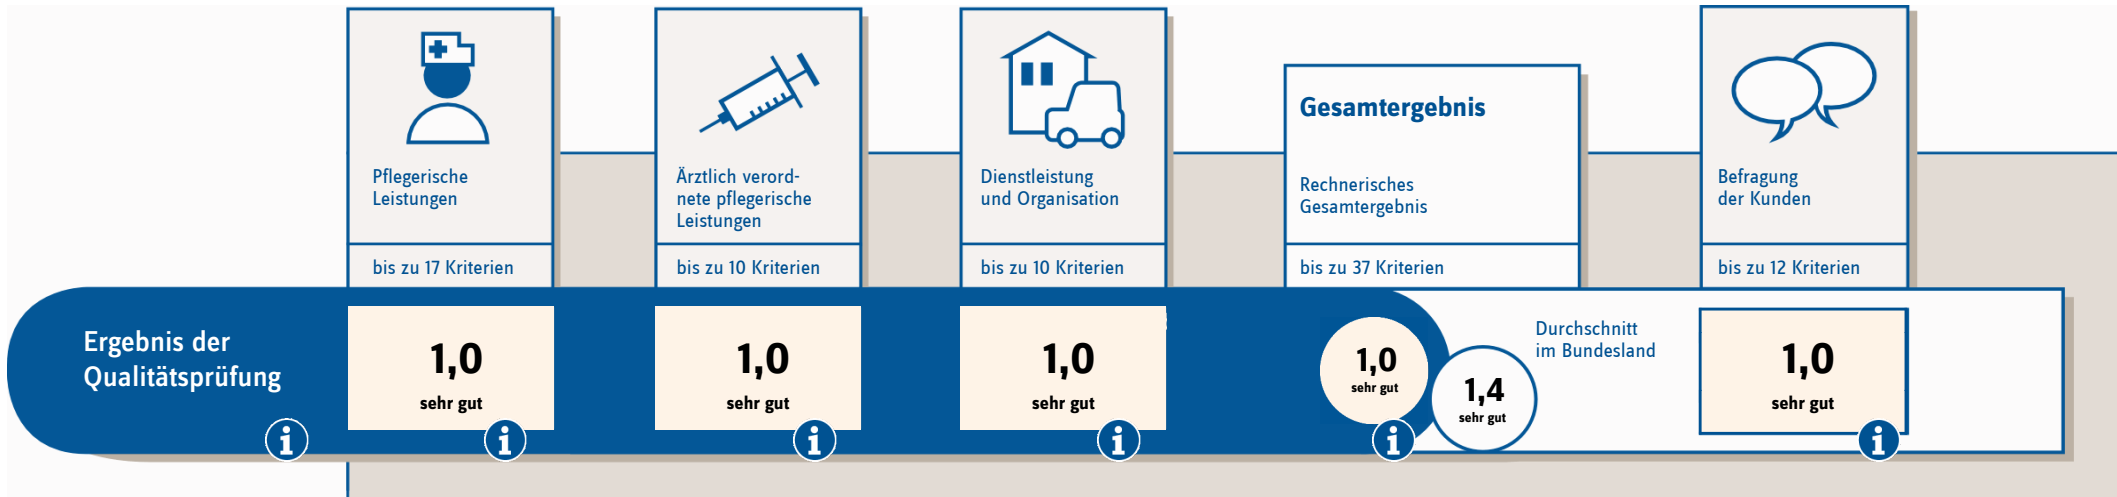 Pflegerische
Leistungen
bis zu 17 Kriterien
Ärztlich verord-
nete pflegerische
Leistungen
bis zu 10 Kriterien
Dienstleistung
und Organisation
bis zu 10 Kriterien
Gesamtergebnis
Rechnerisches
Gesamtergebnis
bis zu 37 Kriterien
Befragung
der Kunden
bis zu 12 Kriterien
Ergebnis der
Qualitätsprüfung
i
1,0
sehr gut
i
1,0
sehr gut
i
1,0
sehr gut
i
1,0
sehr gut
i
1,4
sehr gut
Durchschnitt
im Bundesland
1,0
sehr gut
i